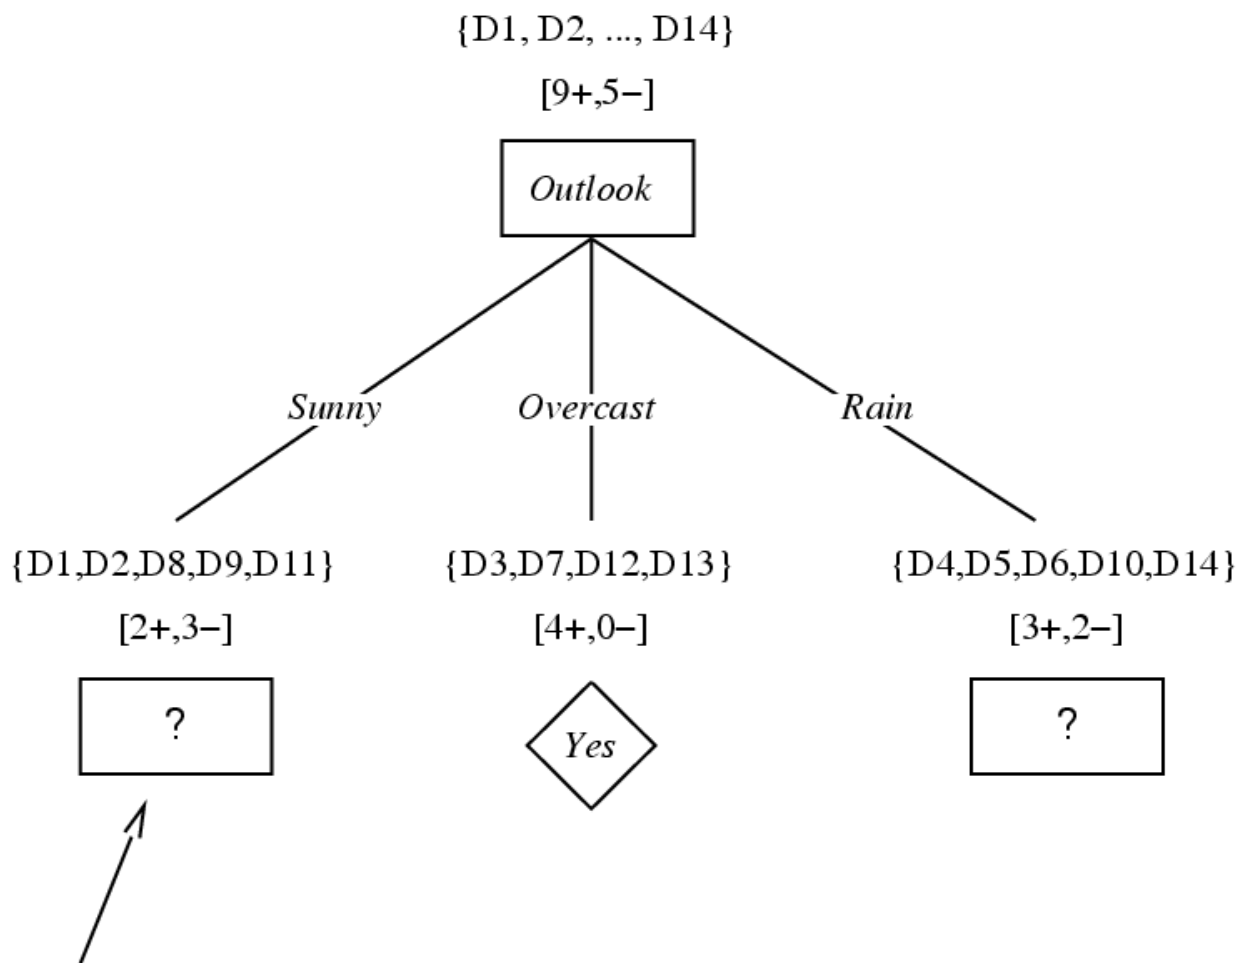 {D1, D2, ..., D14}
[9+,5−]
Outlook
Sunny Overcast Rain
{D1,D2,D8,D9,D11} {D3,D7,D12,D13} {D4,D5,D6,D10,D14}
[2+,3−] [4+,0−] [3+,2−]
? Yes ?